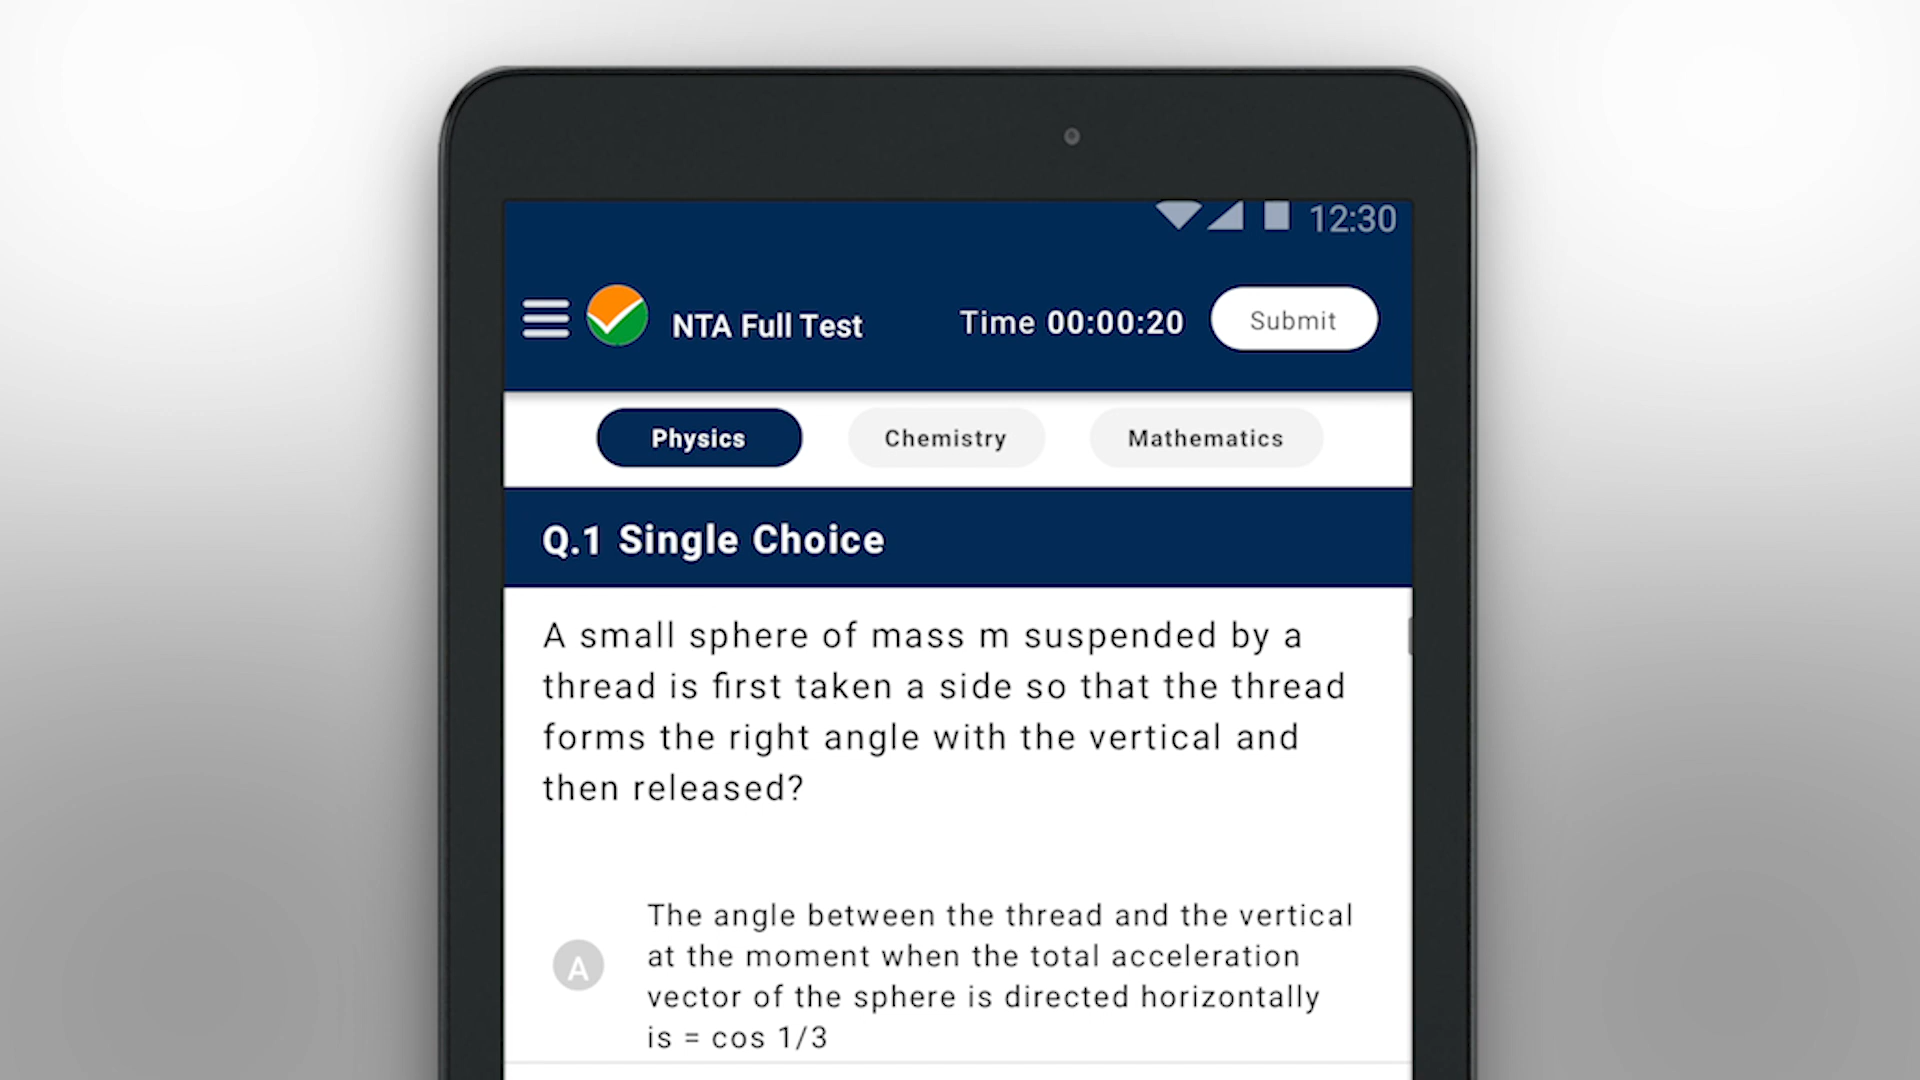 12:30
NTA Full Test
Time 00:00:20
Submit
Physics
Chemistry
Mathematics
Q.1 Single Choice
A small sphere of mass m suspended by a
thread is first taken a side so that the thread
forms the right angle with the vertical and
then released?
A
The angle between the thread and the vertical
at the moment when the total acceleration
vector of the sphere is directed horizontally
is = cos 1/3